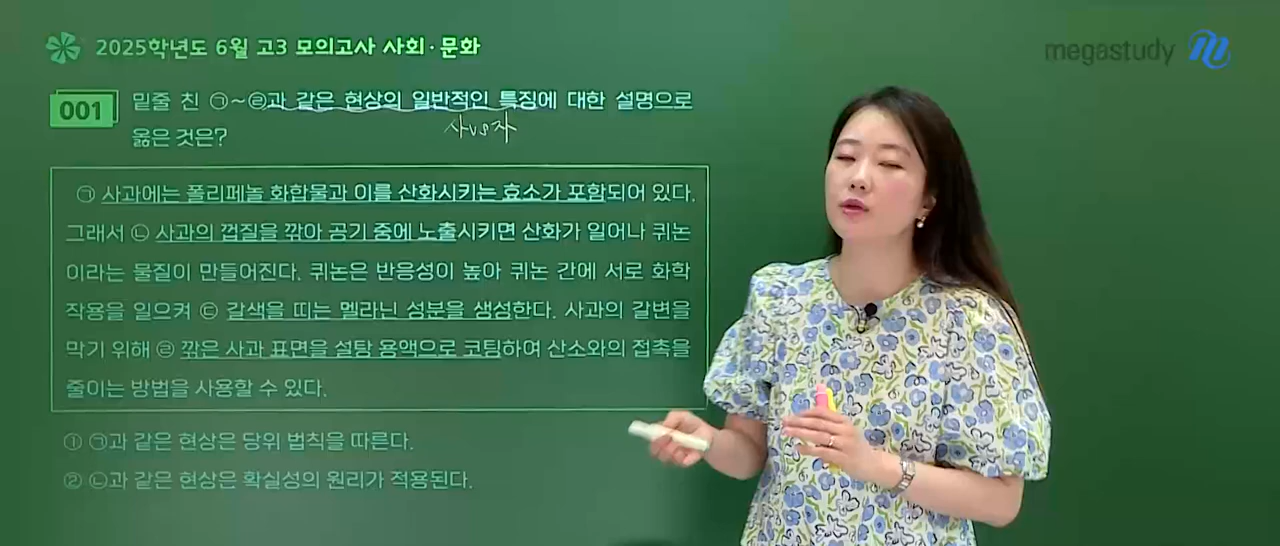 2025학년도 6월 고3 모의고사 사회·문화
megastudy
001
밑줄 친 ㉠~㉣과 같은 현상의 일반적인 특징에 대한 설명으로
옳은 것은?
사vs자
㉠ 사과에는 폴리페놀 화합물과 이를 산화시키는 효소가 포함되어 있다.
그래서 ㉡ 사과의 껍질을 깎아 공기 중에 노출시키면 산화가 일어나 퀴논
이라는 물질이 만들어진다. 퀴논은 반응성이 높아 퀴논 간에 서로 화학
작용을 일으켜 ㉢ 갈색을 띠는 멜라닌 성분을 생성한다. 사과의 갈변을
막기 위해 ㉣ 깎은 사과 표면을 설탕 용액으로 코팅하여 산소와의 접촉을
줄이는 방법을 사용할 수 있다.
① ㉠과 같은 현상은 당위 법칙을 따른다.
② ㉡과 같은 현상은 확실성의 원리가 적용된다.